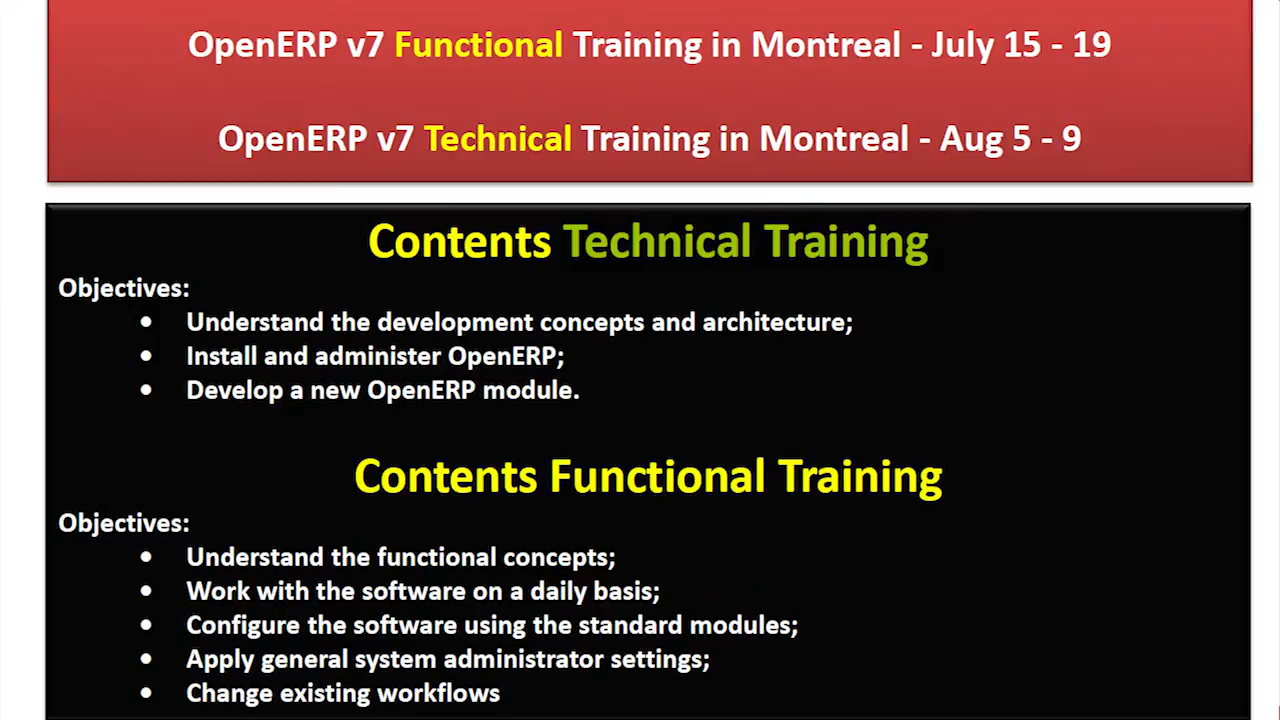 OpenERP v7 Functional Training in Montreal - July 15 - 19
OpenERP v7 Technical Training in Montreal - Aug 5 - 9
Contents Technical Training
Objectives:
• Understand the development concepts and architecture;
• Install and administer OpenERP;
• Develop a new OpenERP module.
Contents Functional Training
Objectives:
• Understand the functional concepts;
• Work with the software on a daily basis;
• Configure the software using the standard modules;
• Apply general system administrator settings;
• Change existing workflows